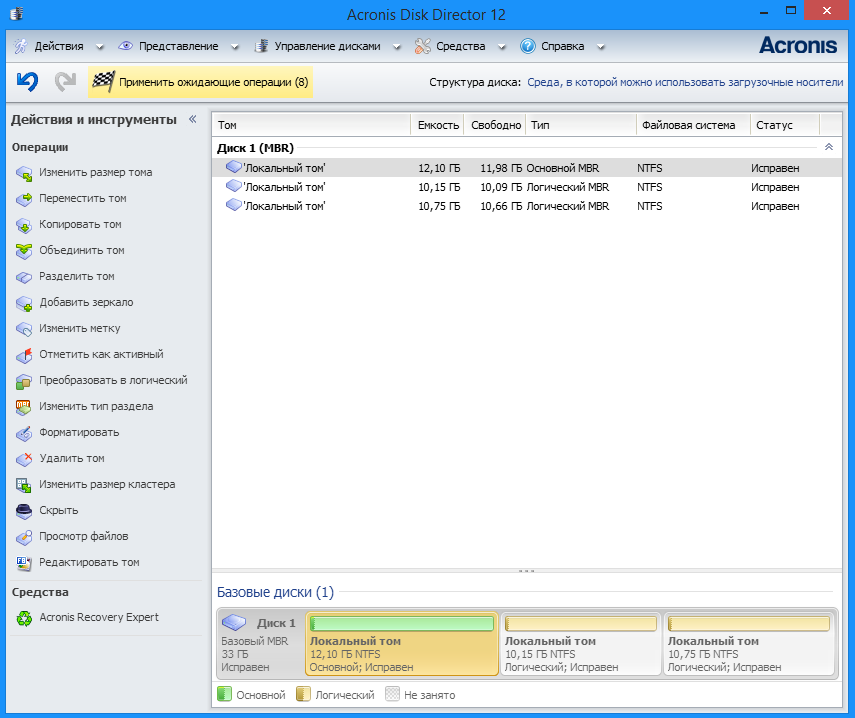 Acronis Disk Director 12
Действия Представление Управление дисками Средства Справка Acronis
Применить ожидающие операции (8) Структура диска: Среда, в которой можно использовать загрузочные носители
Действия и инструменты «
Операции
Изменить размер тома
Переместить том
Копировать том
Объединить том
Разделить том
Добавить зеркало
Изменить метку
Отметить как активный
Преобразовать в логический
Изменить тип раздела
Форматировать
Удалить том
Изменить размер кластера
Скрыть
Просмотр файлов
Редактировать том
Средства
Acronis Recovery Expert
Том Емкость Свободно Тип Файловая система Статус
Диск 1 (MBR)
'Локальный том' 12,10 ГБ 11,98 ГБ Основной MBR NTFS Исправен
'Локальный том' 10,15 ГБ 10,09 ГБ Логический MBR NTFS Исправен
'Локальный том' 10,75 ГБ 10,66 ГБ Логический MBR NTFS Исправен
Базовые диски (1)
Диск 1
Базовый MBR
33 ГБ
Исправен
Локальный том
12,10 ГБ NTFS
Основной; Исправен
Локальный том
10,15 ГБ NTFS
Логический; Исправен
Локальный том
10,75 ГБ NTFS
Логический; Исправен
Основной Логический Не занято